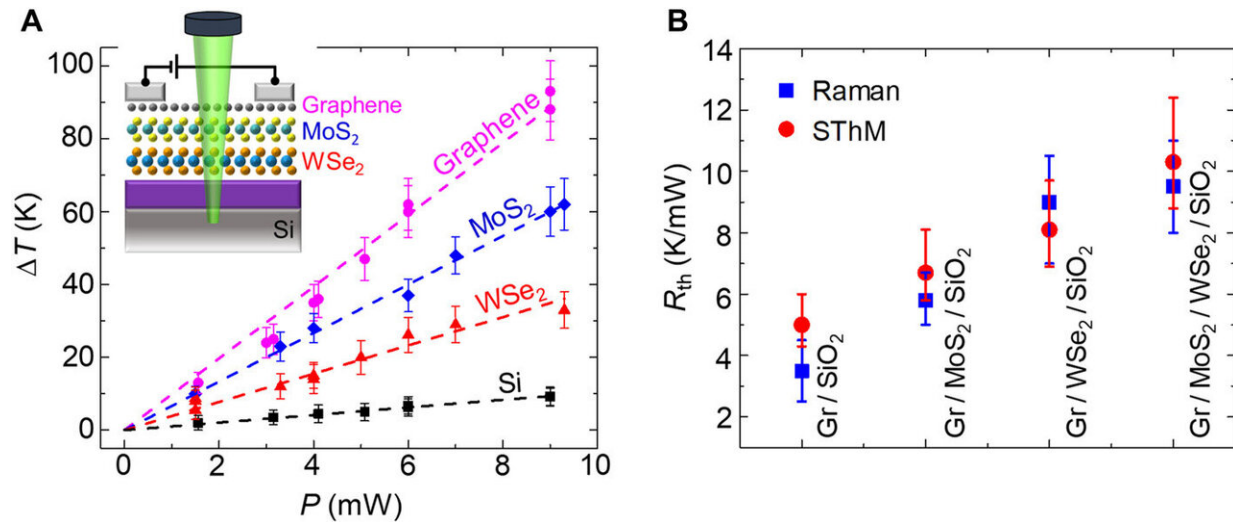 A
100
80
60
40
20
0
ΔT (K)
0 2 4 6 8 10
P (mW)
Graphene
MoS₂
WSe₂
Si
Graphene
MoS₂
WSe₂
Si
B
14
12
10
8
6
4
2
Rth (K/mW)
Raman
SThM
Gr / SiO₂
Gr / MoS₂ / SiO₂
Gr / WSe₂ / SiO₂
Gr / MoS₂ / WSe₂ / SiO₂